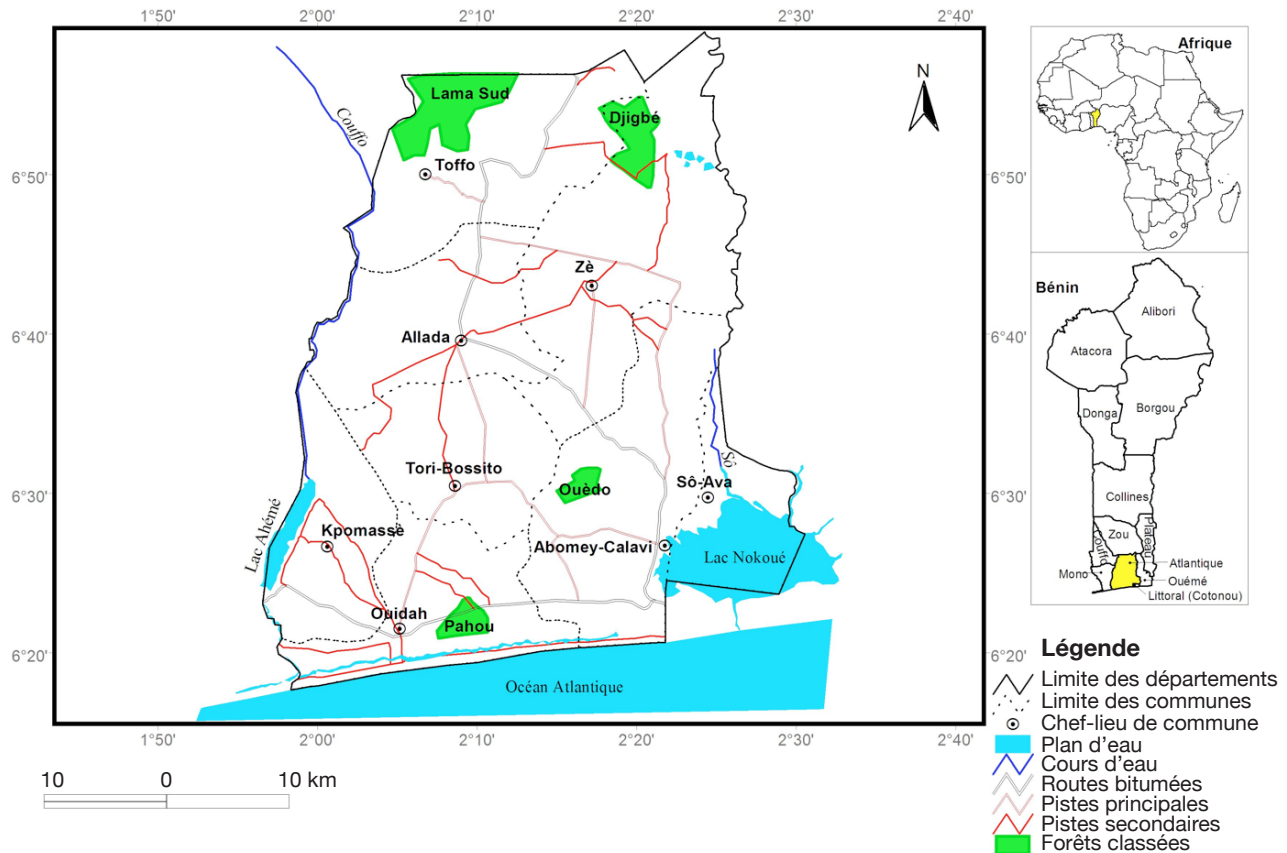 1°50' 2°00' 2°10' 2°20' 2°30' 2°40'
6°50'
6°40'
6°30'
6°20'
Lama Sud
Djigbé
Couffo
N
Toffo
Zè
Allada
Tori-Bossito
Ouèdo
Sô
Sô-Ava
Lac Ahémé
Kpomassè
Abomey-Calavi
Lac Nokoué
Ouidah
Pahou
Océan Atlantique
6°50'
6°40'
6°30'
6°20'
1°50' 2°00' 2°10' 2°20' 2°30' 2°40'
10 0 10 km
Afrique
Bénin
Alibori
Atacora
Donga
Borgou
Collines
Zou
Plateau
Couffo
Mono
Atlantique
Ouémé
Littoral (Cotonou)
Légende
Limite des départements
Limite des communes
Chef-lieu de commune
Plan d'eau
Cours d'eau
Routes bitumées
Pistes principales
Pistes secondaires
Forêts classées